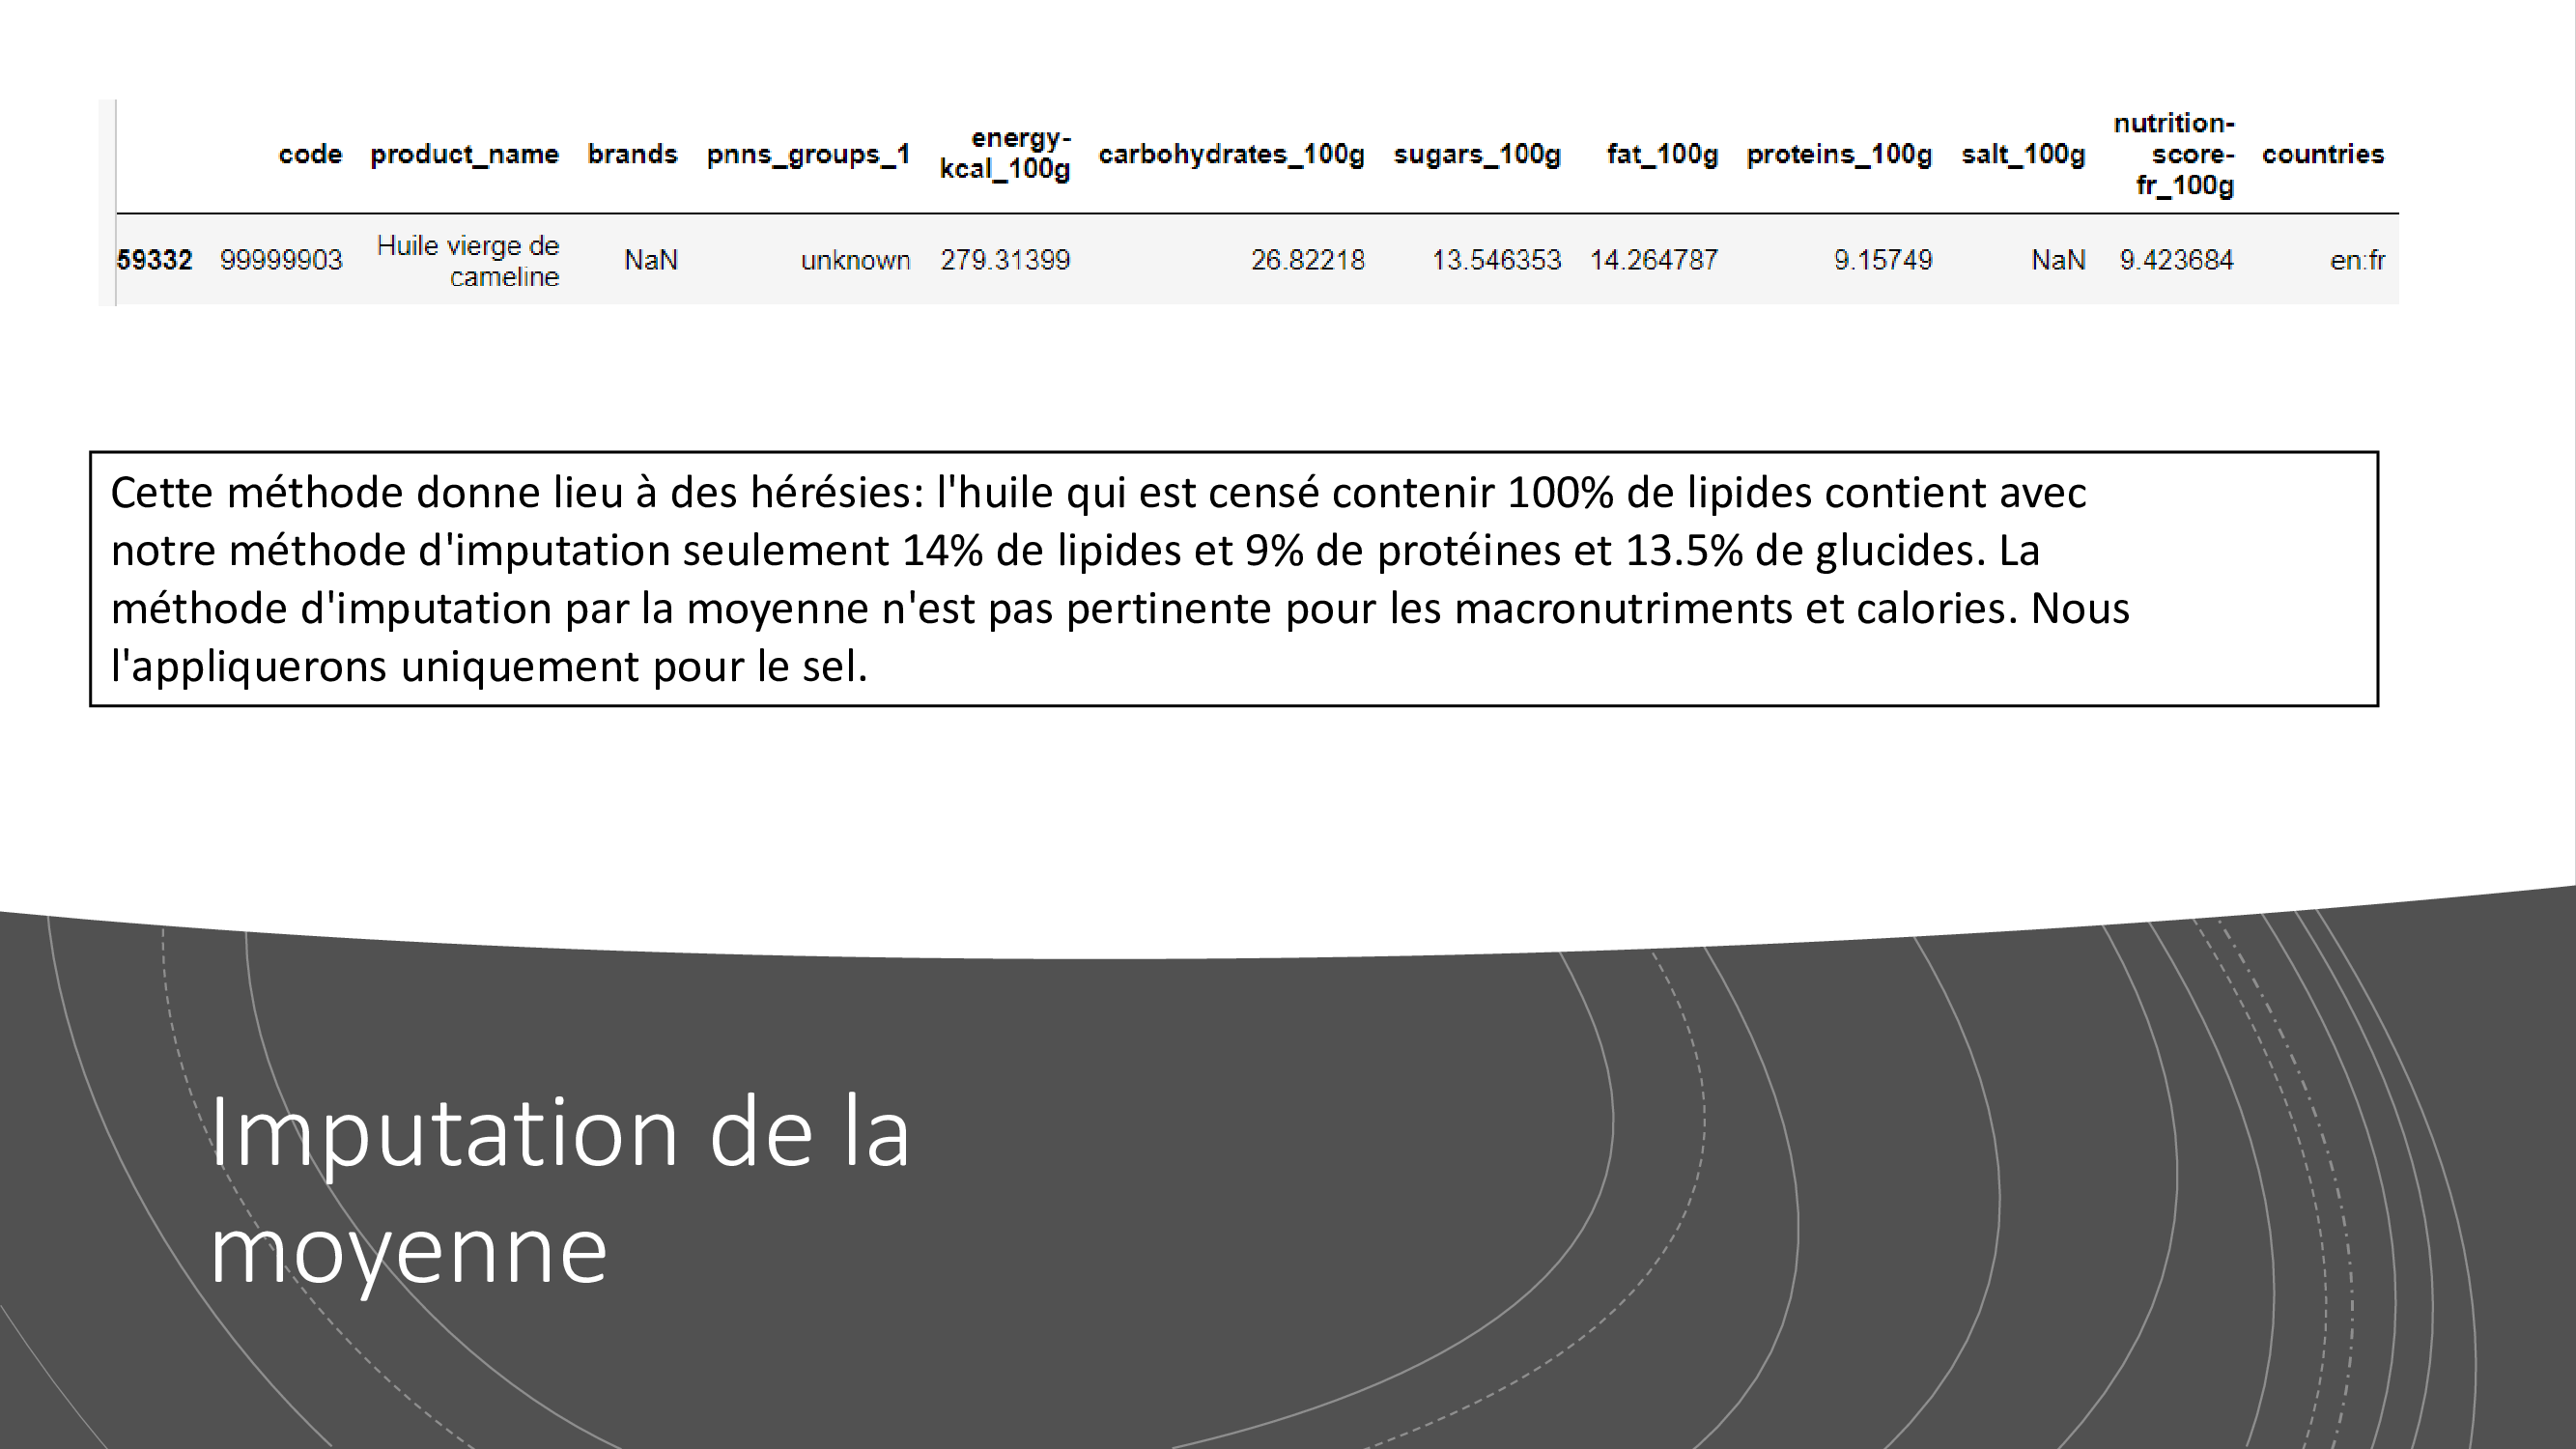 code product_name brands pnns_groups_1 energy-kcal_100g carbohydrates_100g sugars_100g fat_100g proteins_100g salt_100g nutrition-score-fr_100g countries
59332 99999903 Huile vierge de cameline NaN unknown 279.31399 26.82218 13.546353 14.264787 9.15749 NaN 9.423684 en:fr
Cette méthode donne lieu à des hérésies: l'huile qui est censé contenir 100% de lipides contient avec
notre méthode d'imputation seulement 14% de lipides et 9% de protéines et 13.5% de glucides. La
méthode d'imputation par la moyenne n'est pas pertinente pour les macronutriments et calories. Nous
l'appliquerons uniquement pour le sel.
Imputation de la
moyenne